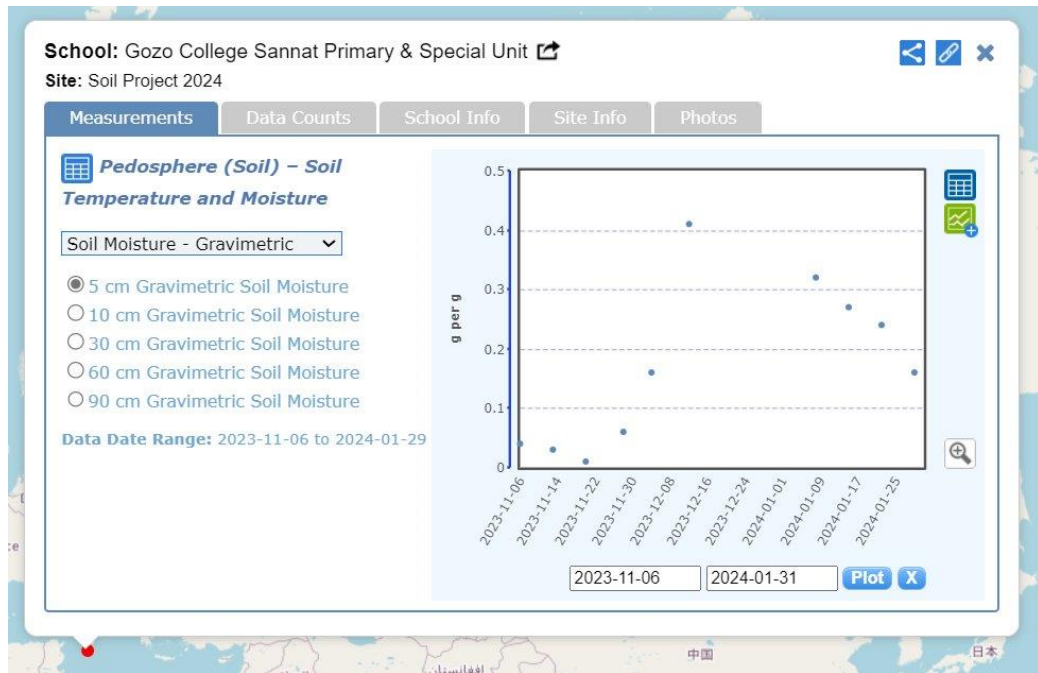 School: Gozo College Sannat Primary & Special Unit
Site: Soil Project 2024
Measurements
Data Counts
School Info
Site Info
Photos
Pedosphere (Soil) – Soil
Temperature and Moisture
Soil Moisture - Gravimetric
5 cm Gravimetric Soil Moisture
10 cm Gravimetric Soil Moisture
30 cm Gravimetric Soil Moisture
60 cm Gravimetric Soil Moisture
90 cm Gravimetric Soil Moisture
Data Date Range: 2023-11-06 to 2024-01-29
g per g
0.5
0.4
0.3
0.2
0.1
0
2023-11-06
2023-11-14
2023-11-22
2023-11-30
2023-12-08
2023-12-16
2023-12-24
2024-01-01
2024-01-09
2024-01-17
2024-01-25
2023-11-06
2024-01-31
Plot
X
افغانستان
中国
日本